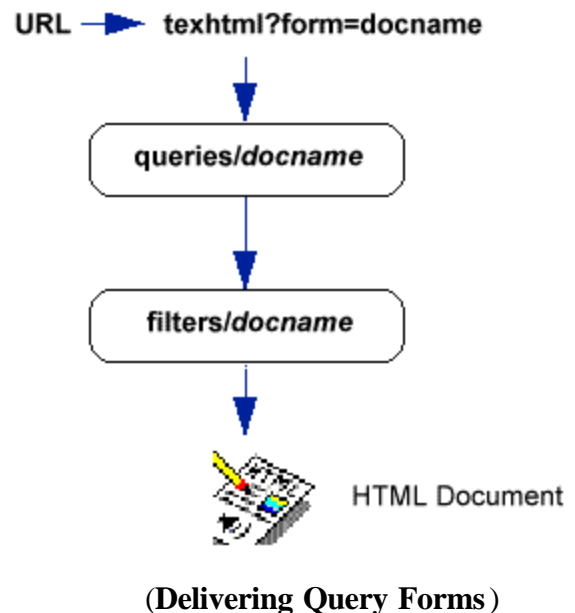 URL texhtml?form=docname
queries/docname
filters/docname
HTML Document
(Delivering Query Forms)